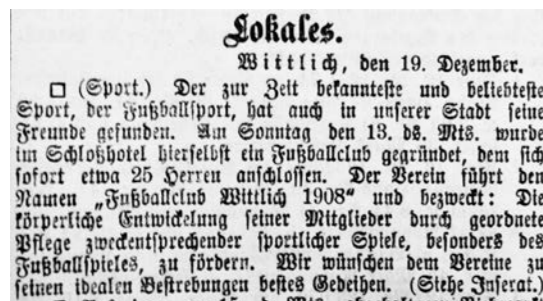 Lokales.
Wittlich, den 19. Dezember.
□ (Sport.) Der zur Zeit bekannteste und beliebteste
Sport, der Fußballsport, hat auch in unserer Stadt seine
Freunde gefunden. Am Sonntag den 13. ds. Mts. wurde
im Schloßhotel hierselbst ein Fußballclub gegründet, dem sich
sofort etwa 25 Herren anschlossen. Der Verein führt den
Namen „Fußballclub Wittlich 1908“ und bezweckt: Die
körperliche Entwickelung seiner Mitglieder durch geordnete
Pflege zweckentsprechender sportlicher Spiele, besonders des
Fußballspieles, zu fördern. Wir wünschen dem Vereine zu
seinen idealen Bestrebungen bestes Gedeihen. (Siehe Inserat.)